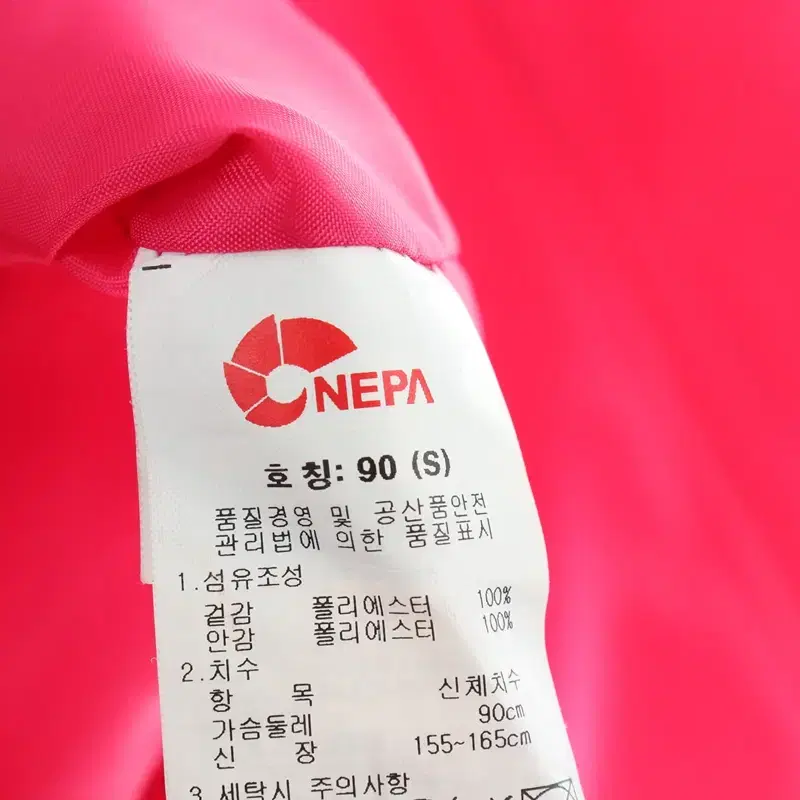 NEPA
호 칭: 90 (S)
품질경영 및 공산품안전
관리법에 의한 품질표시
1.섬유조성
겉감 폴리에스터 100%
안감 폴리에스터 100%
2.치수
항 목 신체치수
가슴둘레 90cm
신 장 155~165cm
3.세탁시 주의사항